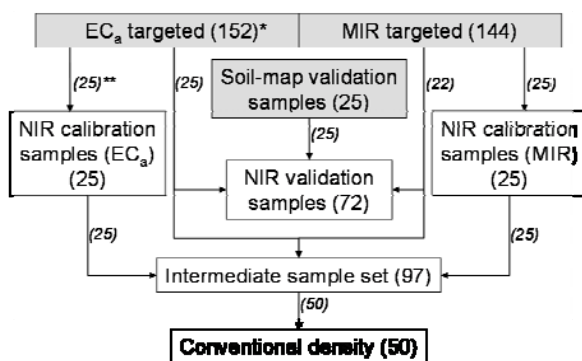 ECa targeted (152)* MIR targeted (144)
(25)** (25) (22) (25)
Soil-map validation
samples (25)
(25)
NIR calibration
samples (ECa)
(25)
NIR validation
samples (72)
NIR calibration
samples (MIR)
(25)
(25) (25)
Intermediate sample set (97)
(50)
Conventional density (50)